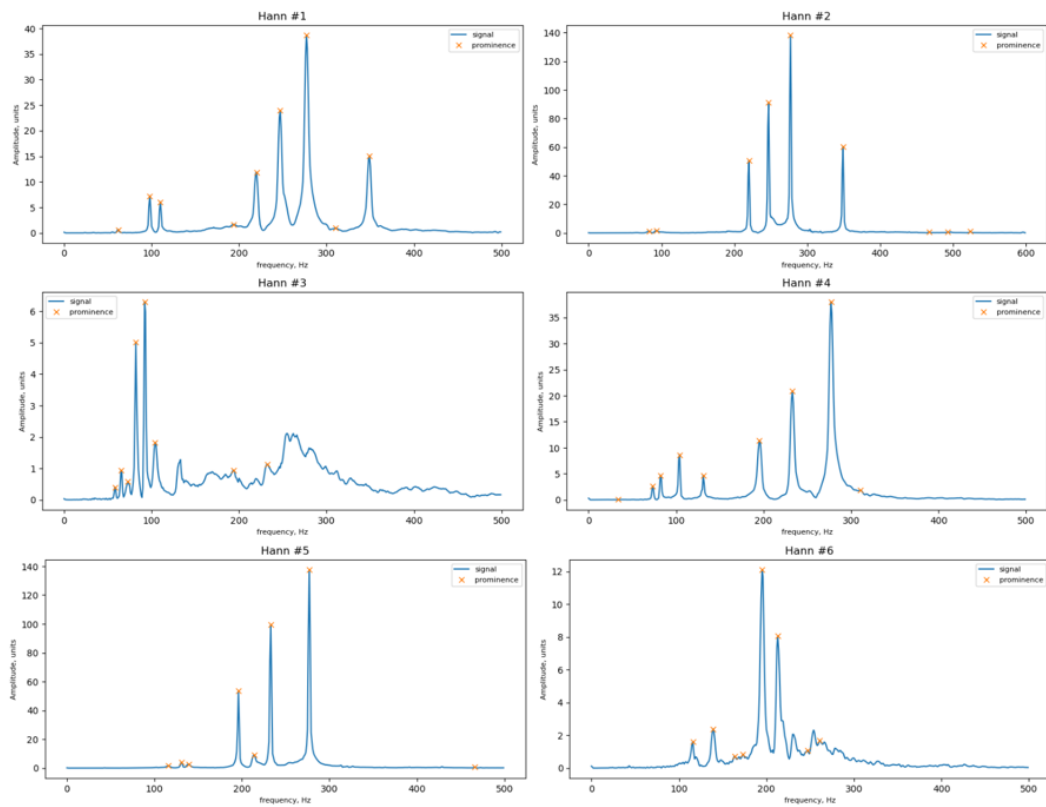 Hann #1
40
35
30
25
20
15
10
5
0
Amplitude, units
signal
prominence
0 100 200 300 400 500
frequency, Hz
Hann #2
140
120
100
80
60
40
20
0
Amplitude, units
signal
prominence
0 100 200 300 400 500 600
frequency, Hz
Hann #3
6
5
4
3
2
1
0
Amplitude, units
signal
prominence
0 100 200 300 400 500
frequency, Hz
Hann #4
35
30
25
20
15
10
5
0
Amplitude, units
signal
prominence
0 100 200 300 400 500
frequency, Hz
Hann #5
140
120
100
80
60
40
20
0
Amplitude, units
signal
prominence
0 100 200 300 400 500
frequency, Hz
Hann #6
12
10
8
6
4
2
0
Amplitude, units
signal
prominence
0 100 200 300 400 500
frequency, Hz